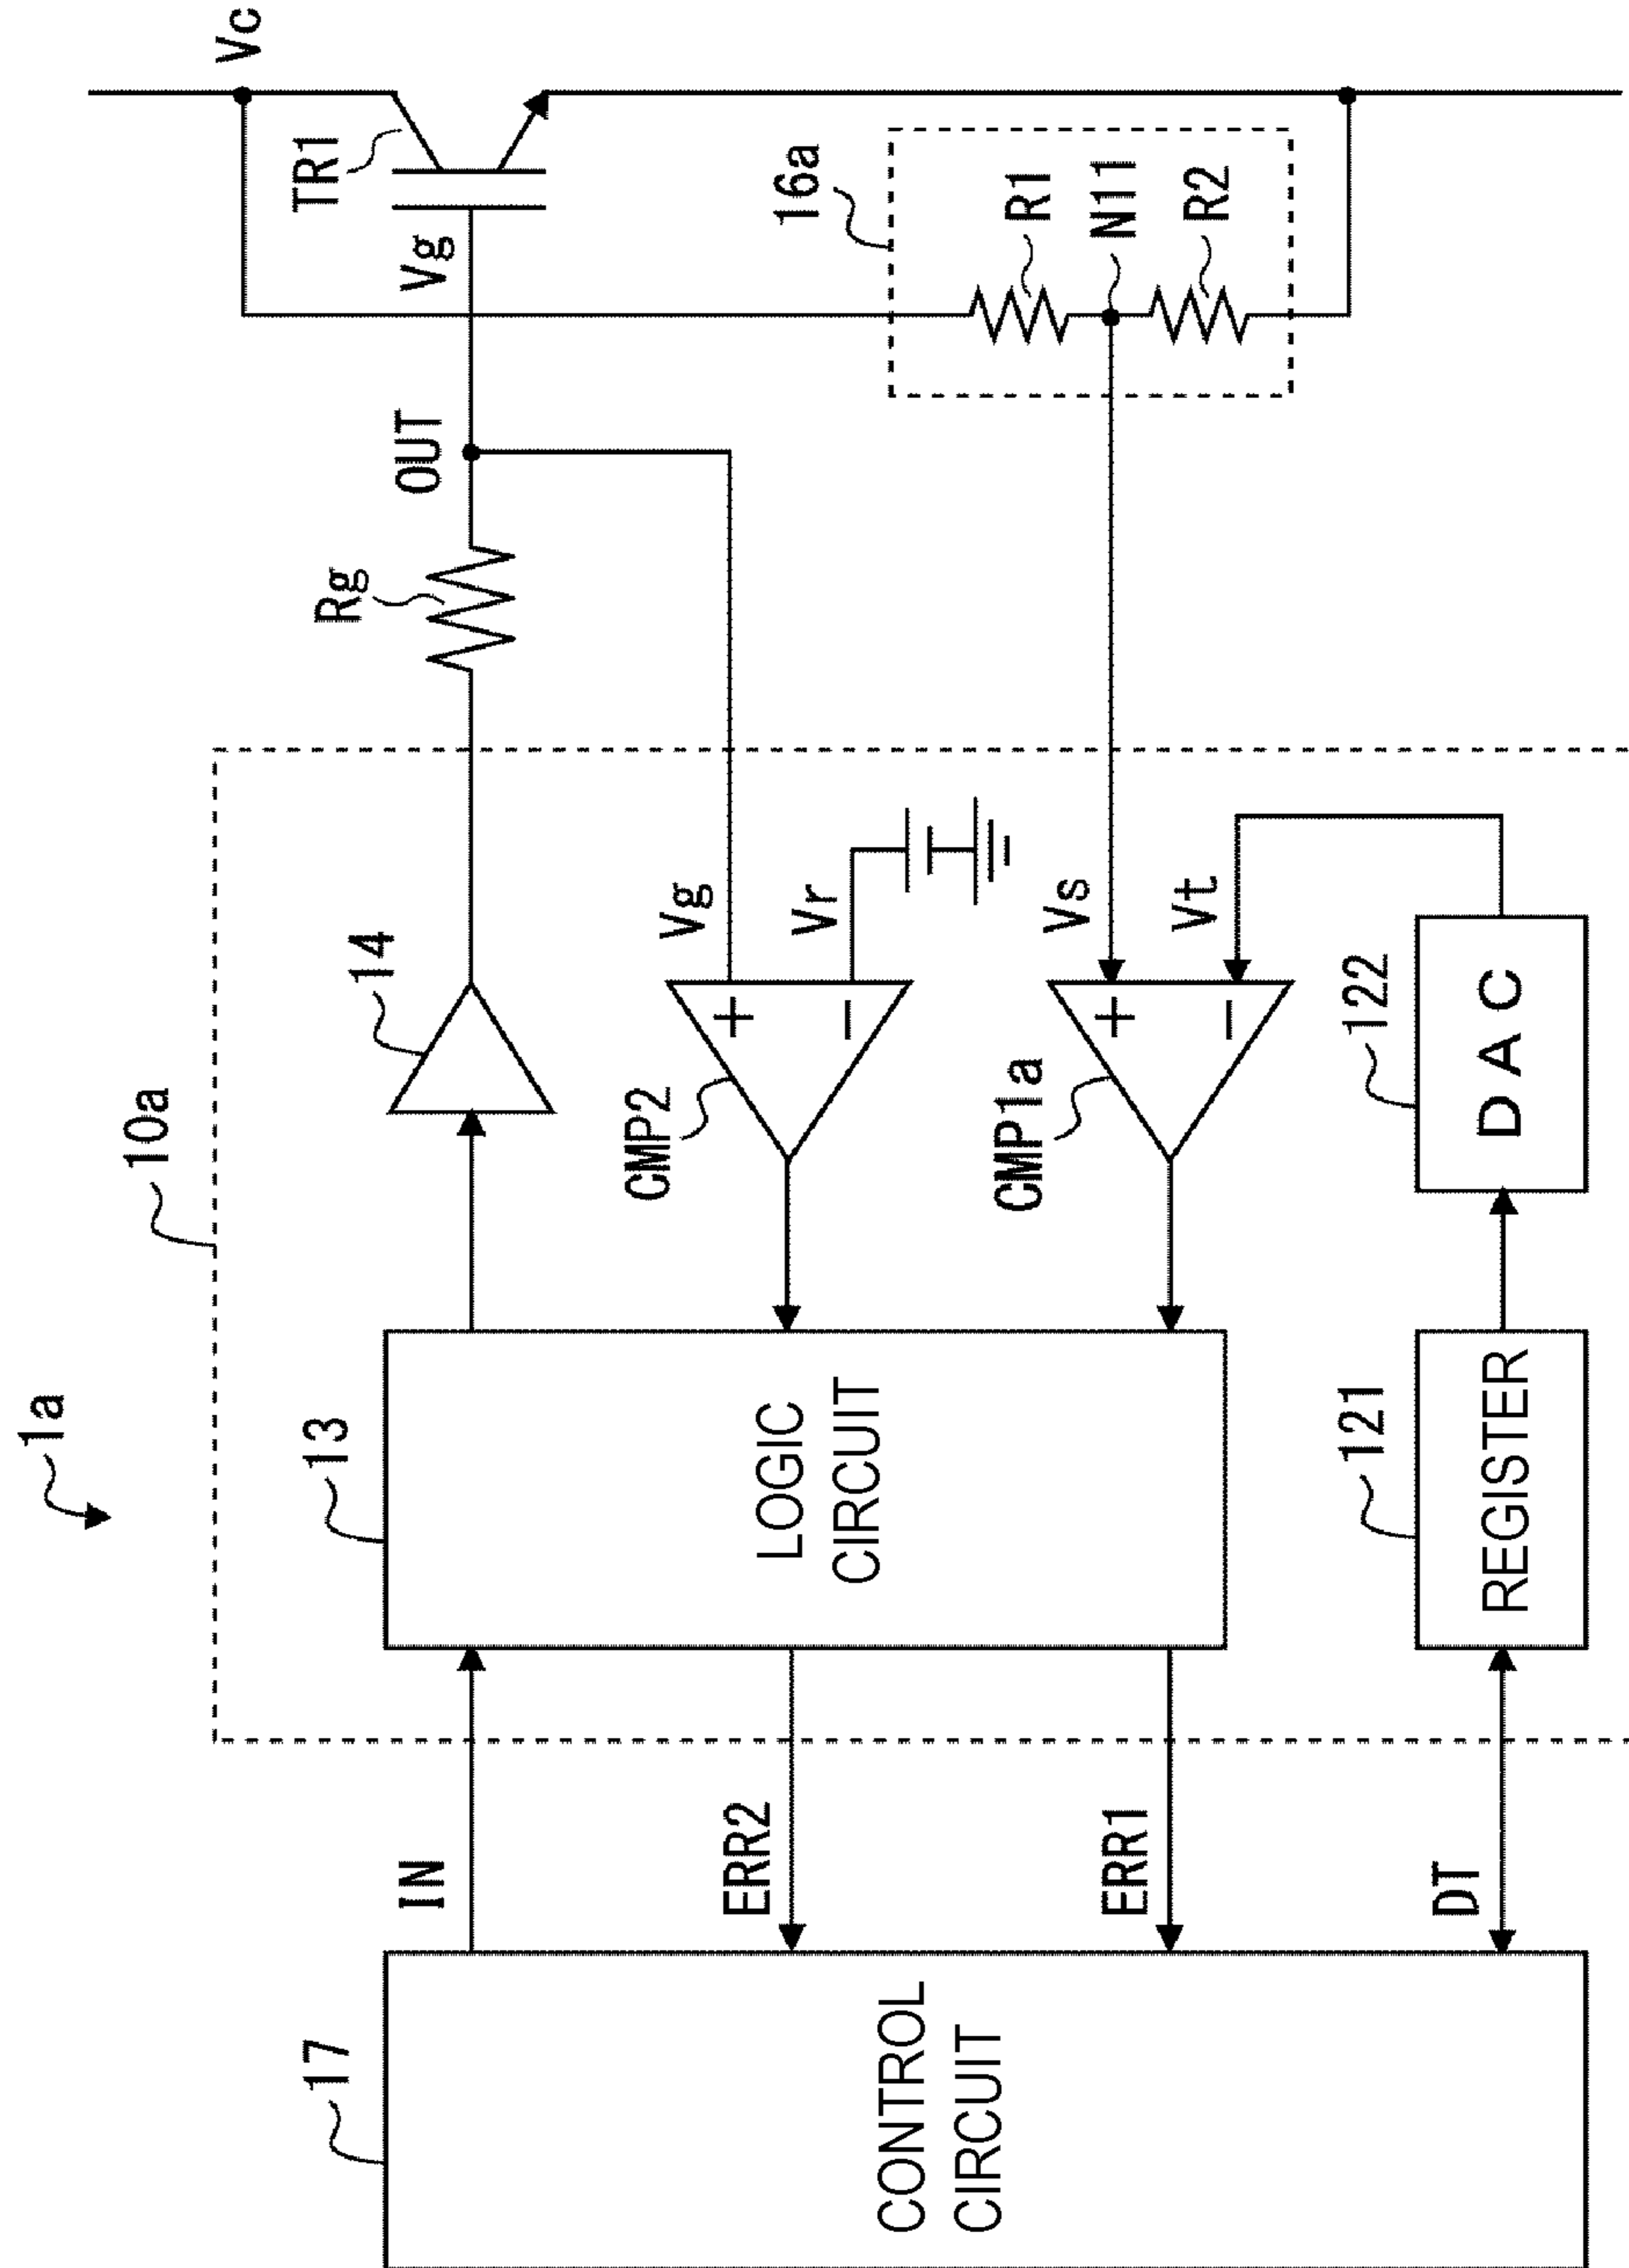 1a
10a
Vc
17
IN
13
14
Rg
OUT
Vg
TR1
CONTROL
CIRCUIT
ERR2
LOGIC
CIRCUIT
CMP2
+
−
Vg
Vr
16a
R1
N11
R2
ERR1
CMP1a
+
−
Vs
Vt
DT
121
REGISTER
122
DAC